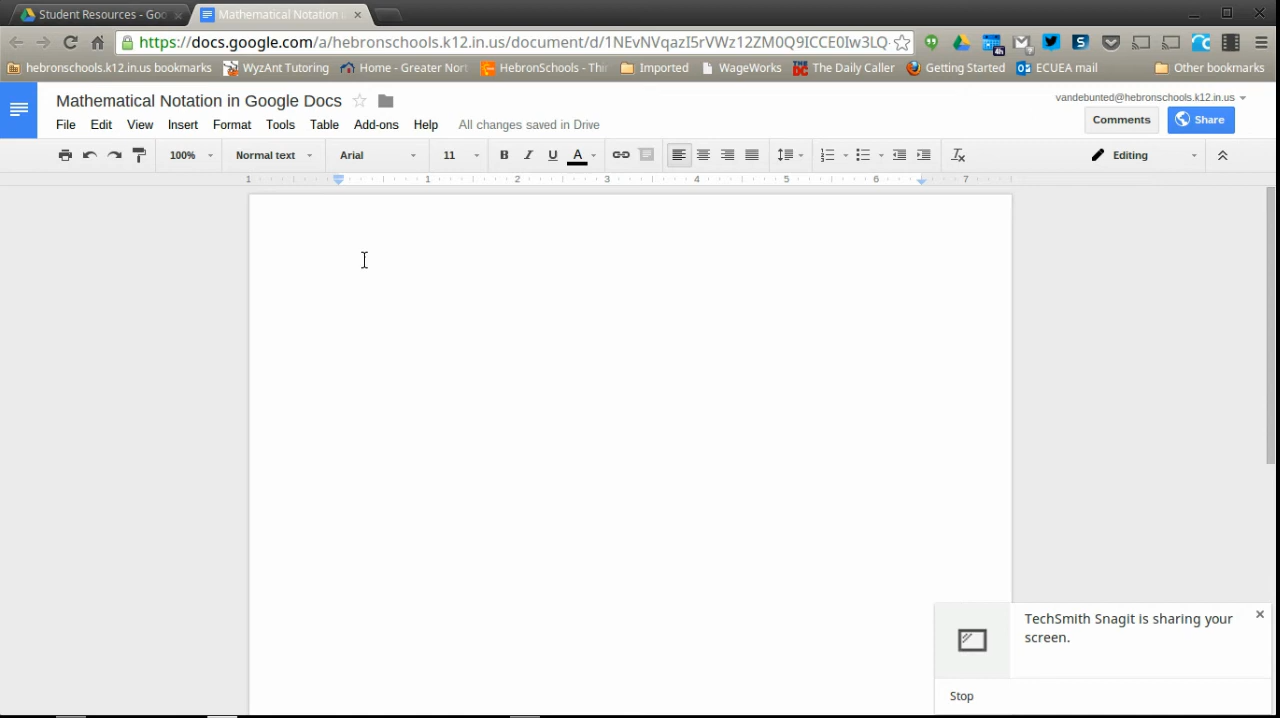 Student Resources - Goo
Mathematical Notation i
https://docs.google.com/a/hebronschools.k12.in.us/document/d/1NEvNVqazI5rVWz12ZM0Q9ICCE0Iw3LQ-
hebronschools.k12.in.us bookmarks WyzAnt Tutoring Home - Greater Nort HebronSchools - Thi Imported WageWorks The Daily Caller Getting Started ECUEA mail Other bookmarks
Mathematical Notation in Google Docs
vandebunted@hebronschools.k12.in.us
File Edit View Insert Format Tools Table Add-ons Help All changes saved in Drive
Comments Share
100% Normal text Arial 11 B I U A Editing
1 1 2 3 4 5 6 7
TechSmith Snagit is sharing your
screen.
Stop